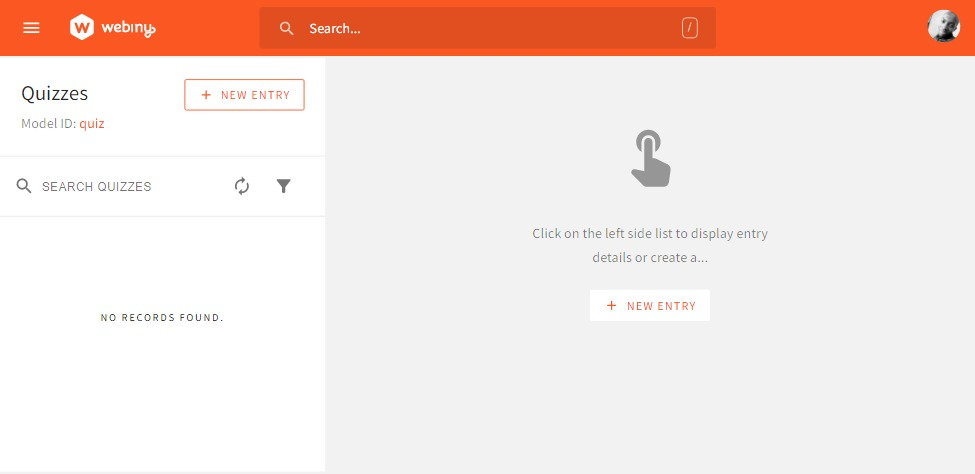 webiny
Search...
/
Quizzes
+ NEW ENTRY
Model ID: quiz
SEARCH QUIZZES
NO RECORDS FOUND.
Click on the left side list to display entry
details or create a...
+ NEW ENTRY